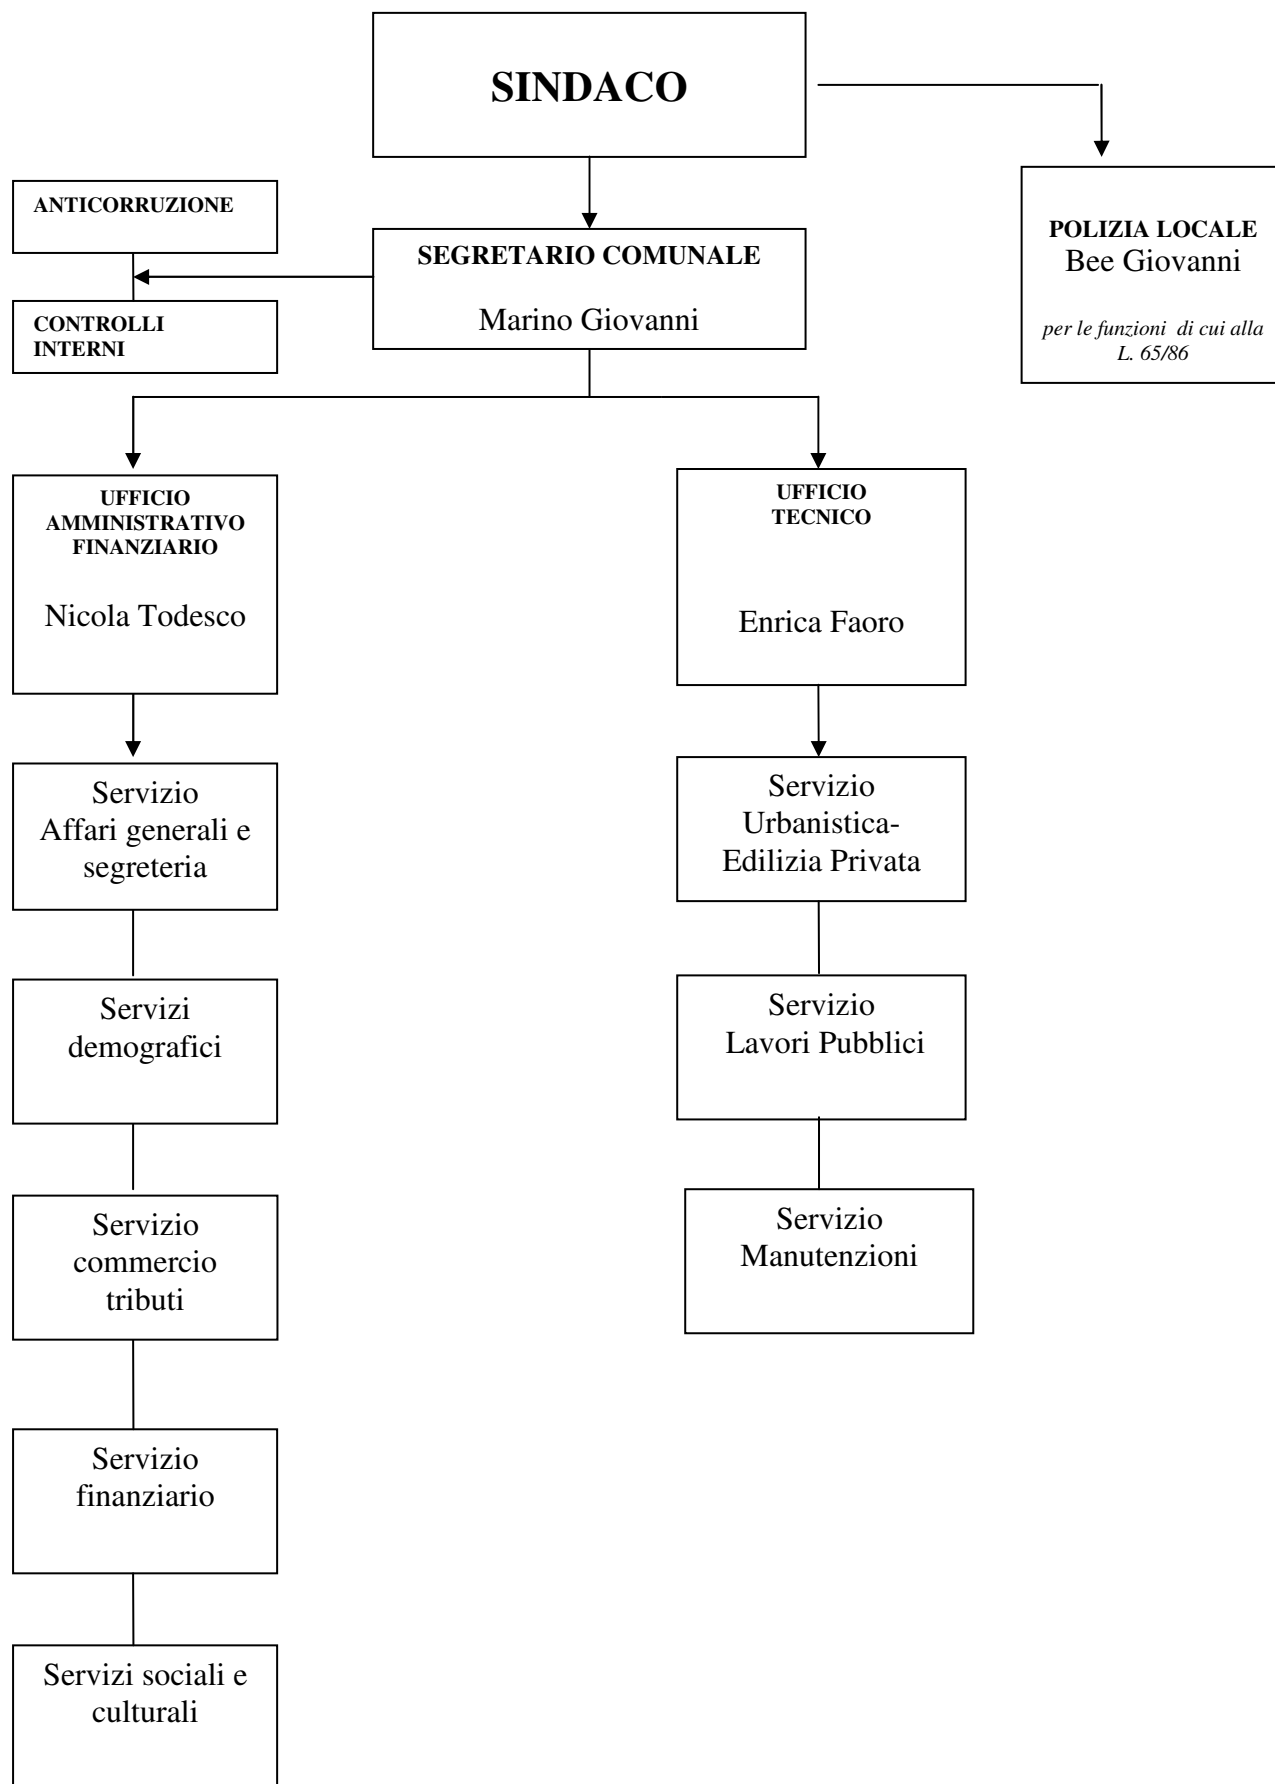 SINDACO
ANTICORRUZIONE
SEGRETARIO COMUNALE
Marino Giovanni
POLIZIA LOCALE
Bee Giovanni
per le funzioni di cui alla
L. 65/86
CONTROLLI
INTERNI
UFFICIO
AMMINISTRATIVO
FINANZIARIO
Nicola Todesco
UFFICIO
TECNICO
Enrica Faoro
Servizio
Affari generali e
segreteria
Servizio
Urbanistica-
Edilizia Privata
Servizi
demografici
Servizio
Lavori Pubblici
Servizio
commercio
tributi
Servizio
Manutenzioni
Servizio
finanziario
Servizi sociali e
culturali